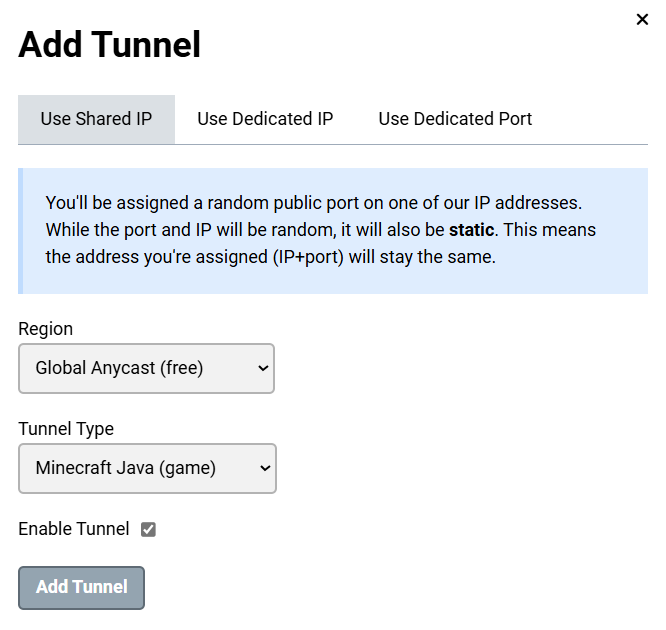 ×
Add Tunnel
Use Shared IP Use Dedicated IP Use Dedicated Port
You'll be assigned a random public port on one of our IP addresses.
While the port and IP will be random, it will also be static. This means
the address you're assigned (IP+port) will stay the same.
Region
Global Anycast (free)
Tunnel Type
Minecraft Java (game)
Enable Tunnel
Add Tunnel